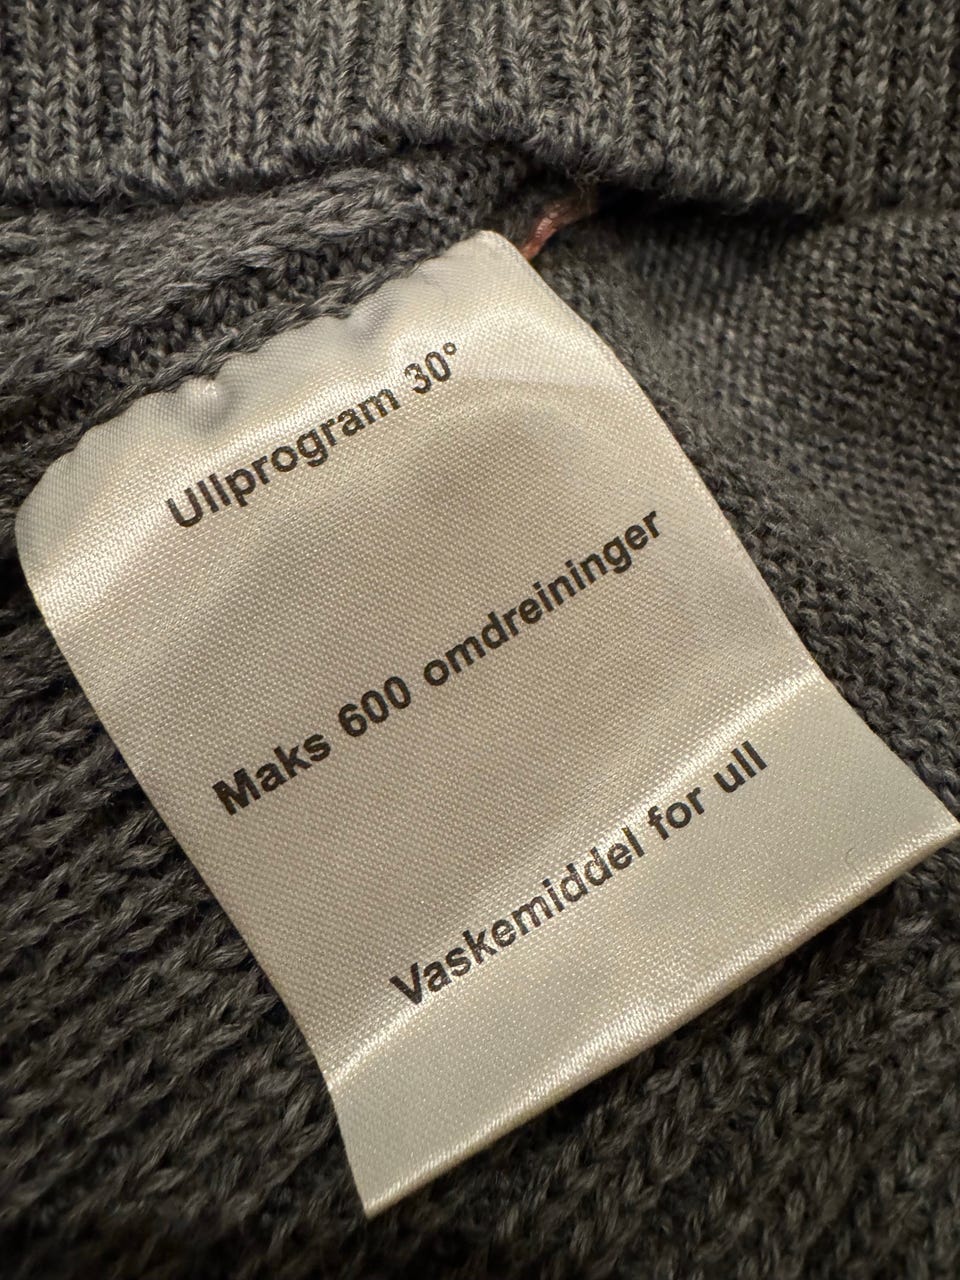 Ullprogram 30°
Maks 600 omdreininger
Vaskemiddel for ull